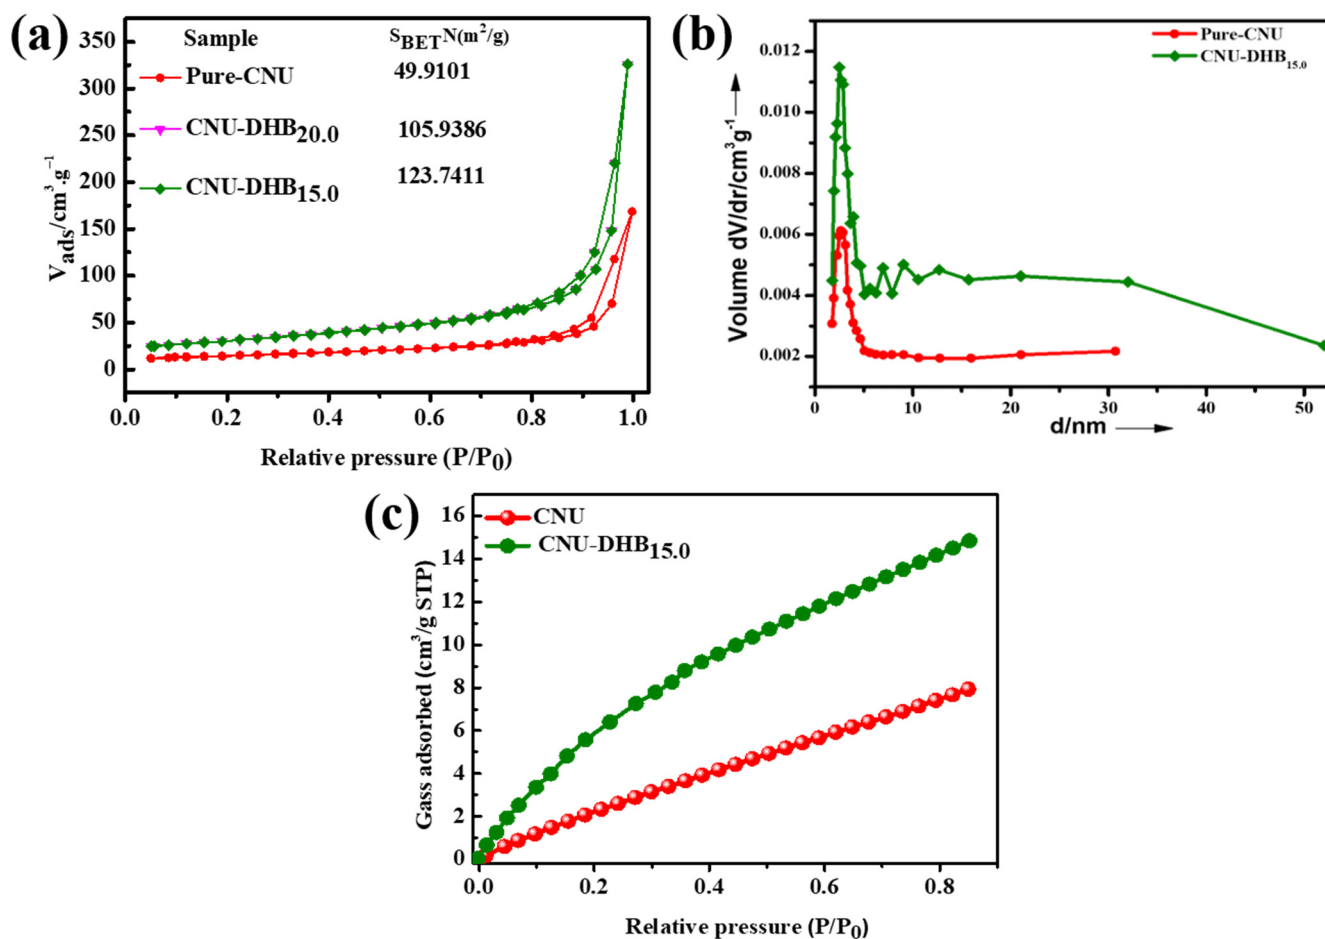 (a)
Sample S_BET N(m²/g)
Pure-CNU 49.9101
CNU-DHB20.0 105.9386
CNU-DHB15.0 123.7411
350
300
250
200
150
100
50
0
V_ads/cm³.g⁻¹
0.0 0.2 0.4 0.6 0.8 1.0
Relative pressure (P/P₀)
(b)
Pure-CNU
CNU-DHB15.0
0.012
0.010
0.008
0.006
0.004
0.002
Volume dV/dr/cm³g⁻¹
0 10 20 30 40 50
d/nm
(c)
CNU
CNU-DHB15.0
16
14
12
10
8
6
4
2
0
Gass adsorbed (cm³/g STP)
0.0 0.2 0.4 0.6 0.8
Relative pressure (P/P₀)